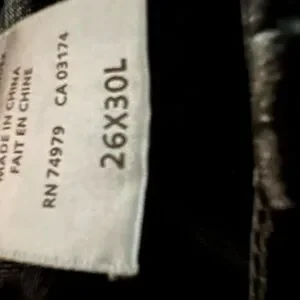 MADE IN CHINA
FAIT EN CHINE
RN 74979 CA 03174
26X30L